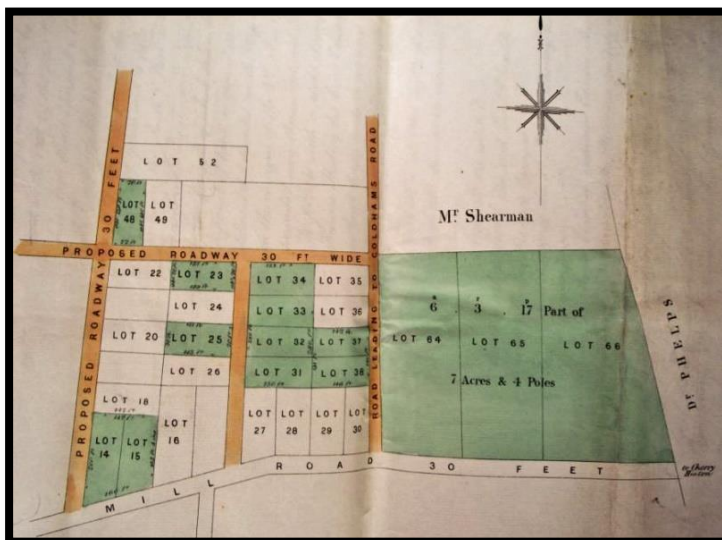 LOT 52
PROPOSED ROADWAY 30 FEET
LOT 48
LOT 49
ROAD LEADING TO COLDHAMS ROAD
Mr Shearman
PROPOSED ROADWAY 30 FT WIDE
LOT 22
LOT 23
LOT 34
LOT 35
LOT 24
LOT 33
LOT 36
LOT 20
LOT 25
LOT 32
LOT 37
LOT 26
LOT 31
LOT 38
A R P
6 . 3 . 17 Part of
LOT 64
LOT 65
LOT 66
7 Acres & 4 Poles
Dr PHELPS
LOT 18
LOT 14
LOT 15
LOT 16
LOT 27
LOT 28
LOT 29
LOT 30
MILL ROAD 30 FEET
to Cherry Hinton